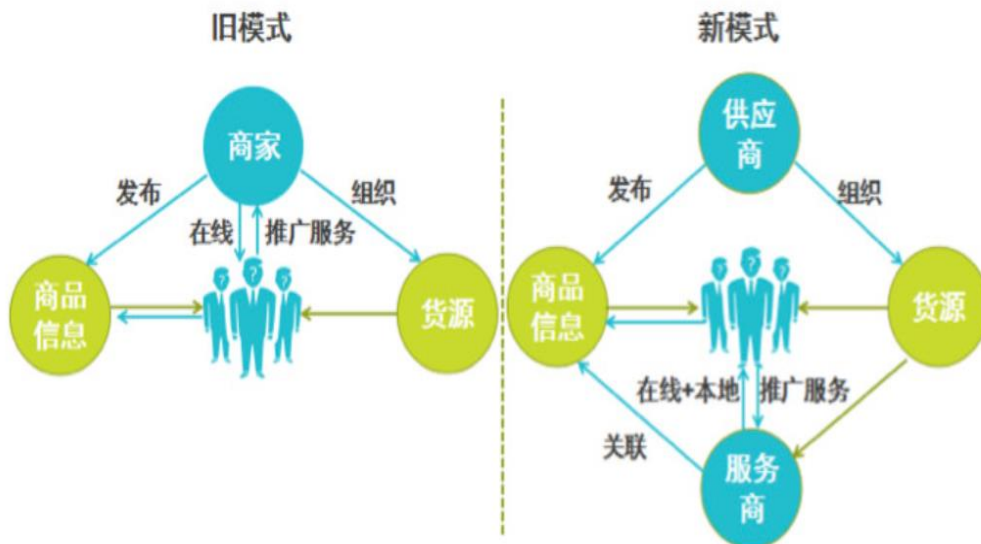 旧模式
商家
发布
组织
在线
推广服务
?
?
?
商品
信息
货源
新模式
供应
商
发布
组织
?
?
?
商品
信息
货源
在线+本地
推广服务
关联
服务
商